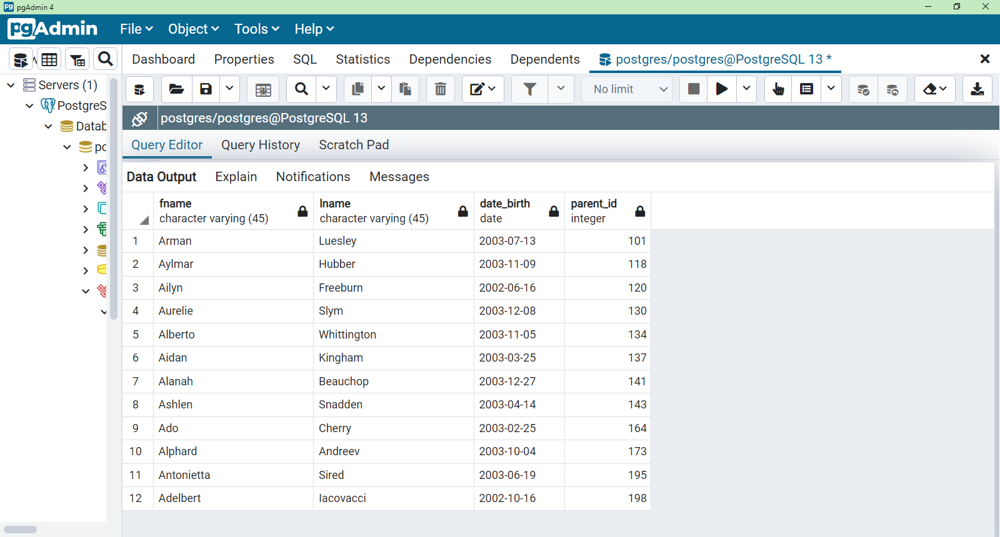 pgAdmin 4
pgAdmin File Object Tools Help
Dashboard Properties SQL Statistics Dependencies Dependents postgres/postgres@PostgreSQL 13 *
Servers (1)
PostgreS
Datab
pc
No limit
postgres/postgres@PostgreSQL 13
Query Editor Query History Scratch Pad
Data Output Explain Notifications Messages
fname lname date_birth parent_id
character varying (45) character varying (45) date integer
1 Arman Luesley 2003-07-13 101
2 Aylmar Hubber 2003-11-09 118
3 Ailyn Freeburn 2002-06-16 120
4 Aurelie Slym 2003-12-08 130
5 Alberto Whittington 2003-11-05 134
6 Aidan Kingham 2003-03-25 137
7 Alanah Beauchop 2003-12-27 141
8 Ashlen Snadden 2003-04-14 143
9 Ado Cherry 2003-02-25 164
10 Alphard Andreev 2003-10-04 173
11 Antonietta Sired 2003-06-19 195
12 Adelbert Iacovacci 2002-10-16 198